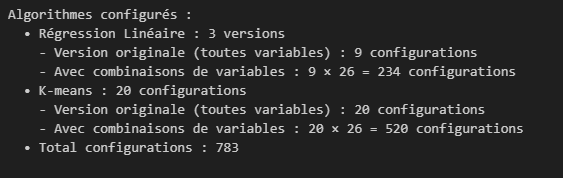 Algorithmes configurés :
• Régression Linéaire : 3 versions
- Version originale (toutes variables) : 9 configurations
- Avec combinaisons de variables : 9 × 26 = 234 configurations
• K-means : 20 configurations
- Version originale (toutes variables) : 20 configurations
- Avec combinaisons de variables : 20 × 26 = 520 configurations
• Total configurations : 783